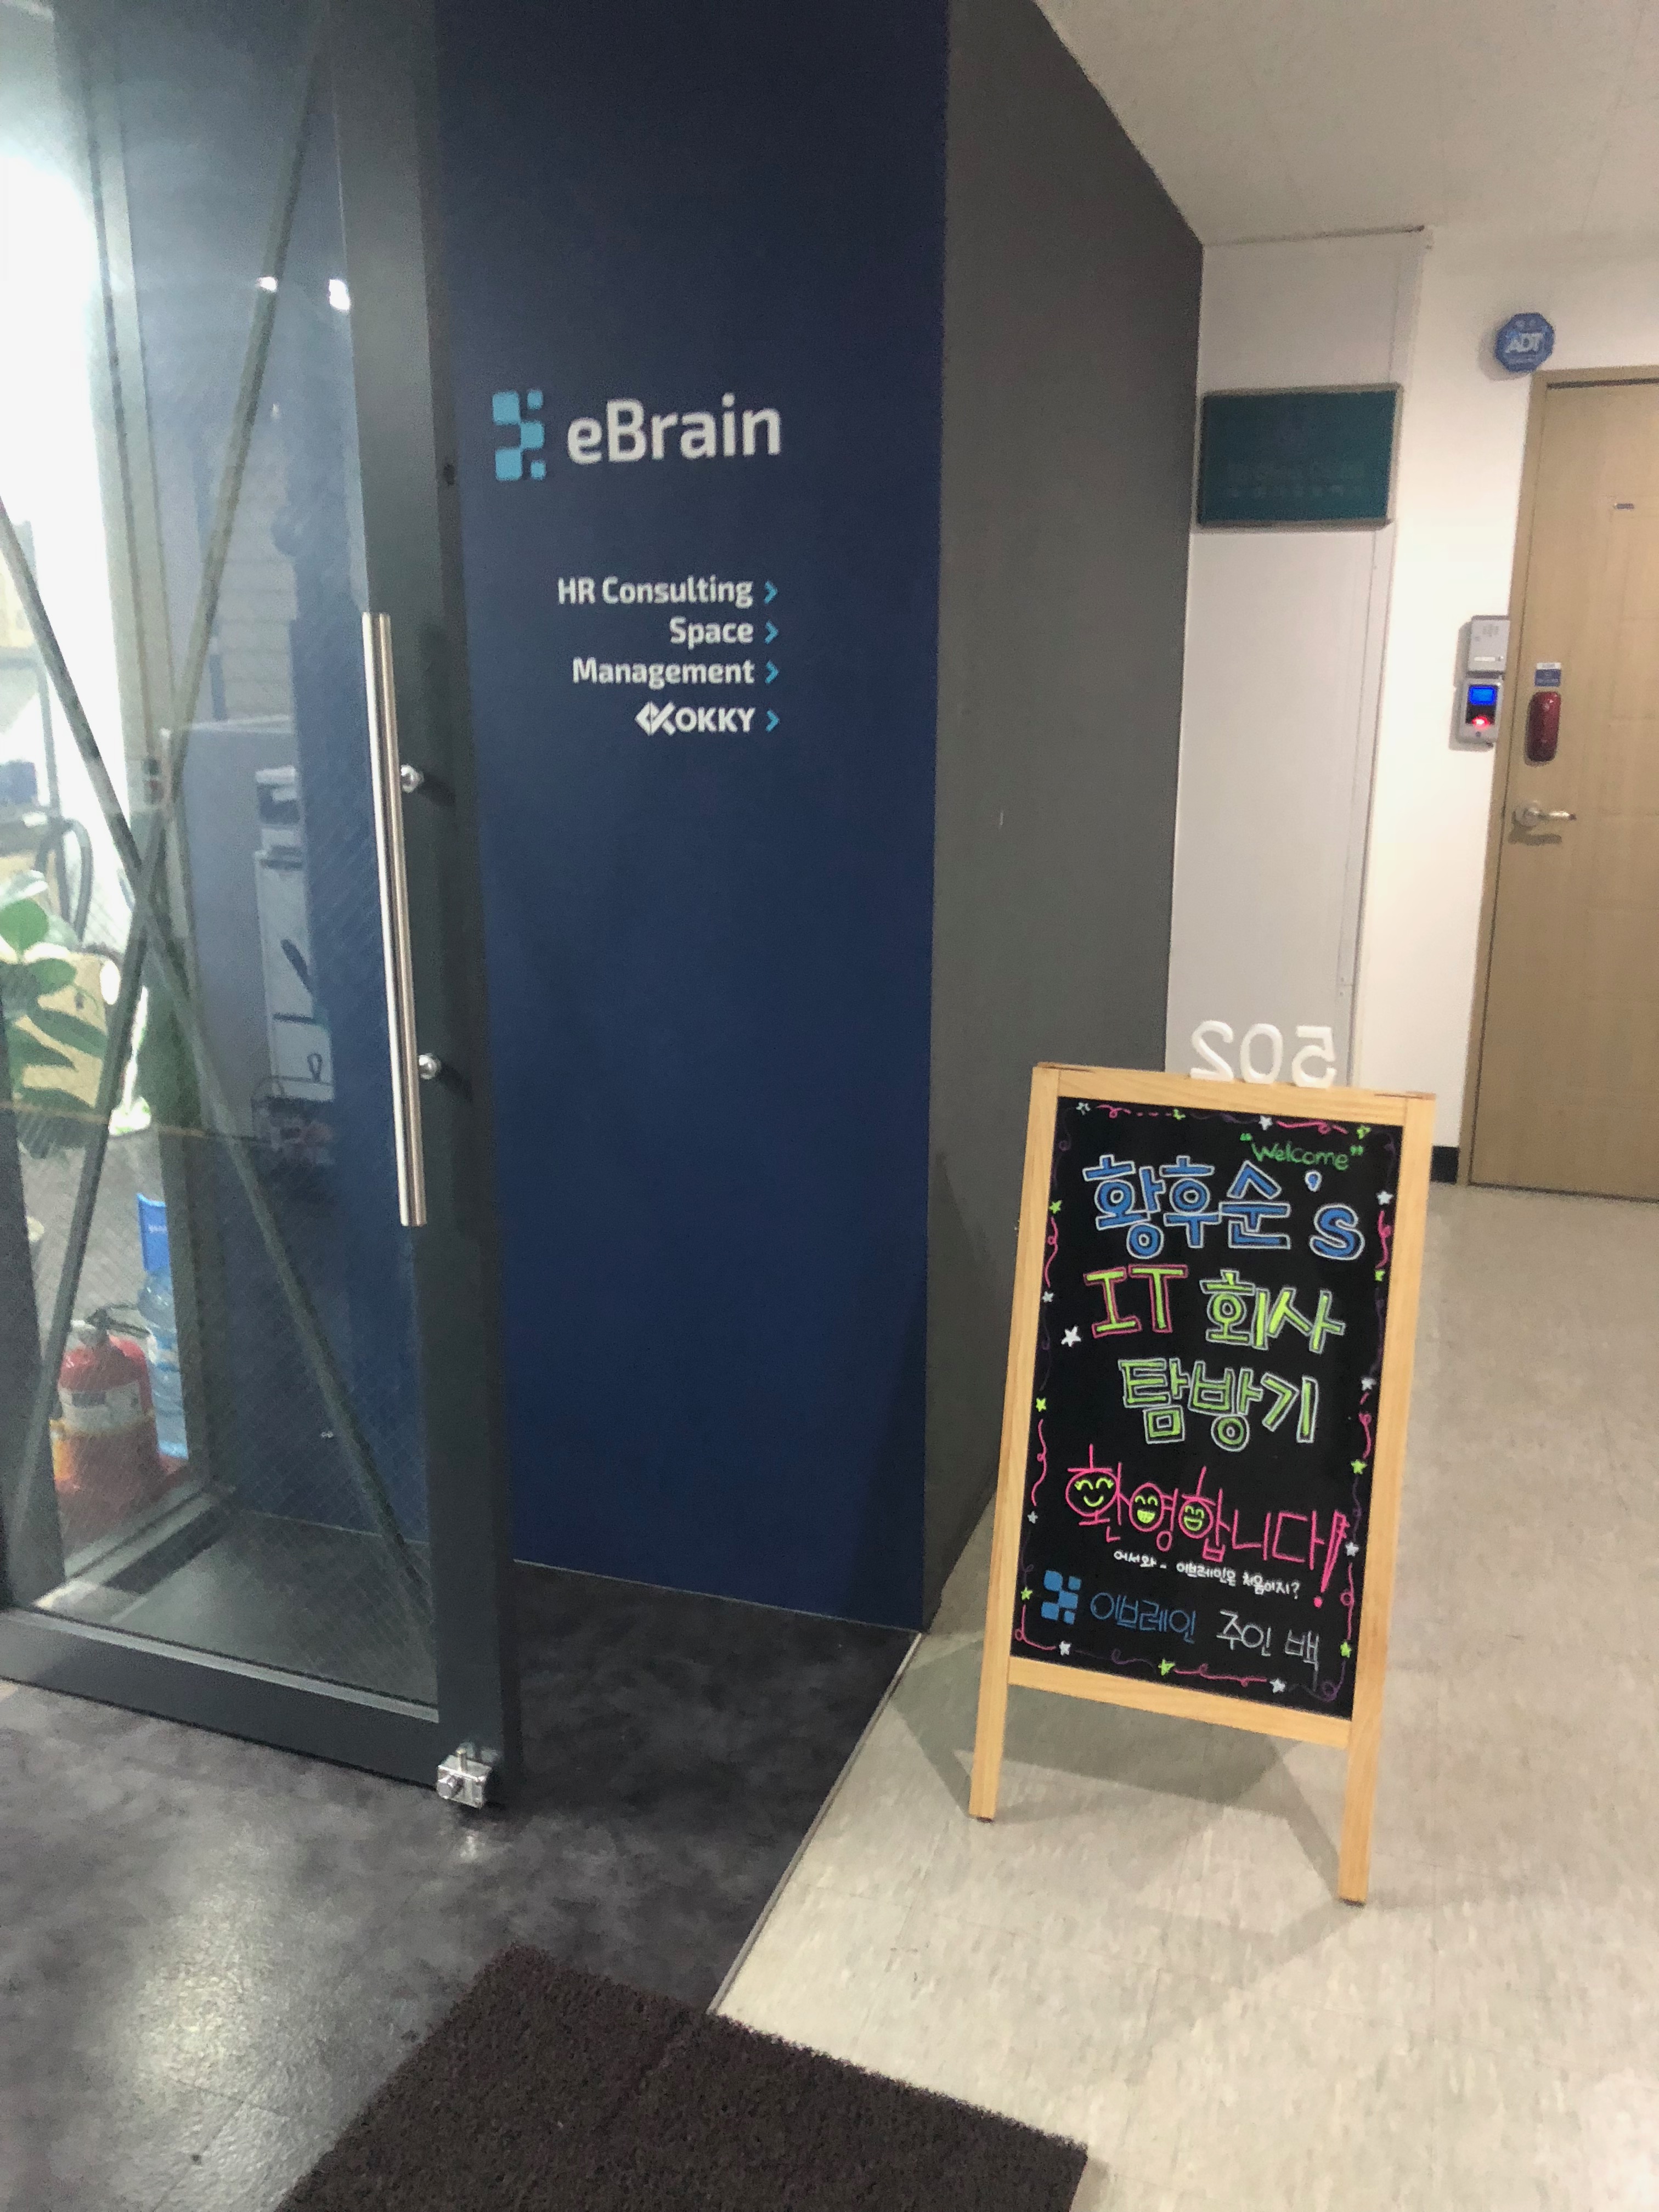 eBrain
HR Consulting
Space
Management
OKKY
ADT
502
"Welcome"
황후순's
IT 회사
탐방기
환영합니다!
어서와~ 이브레인은 처음이지?
이브레인 주인 백